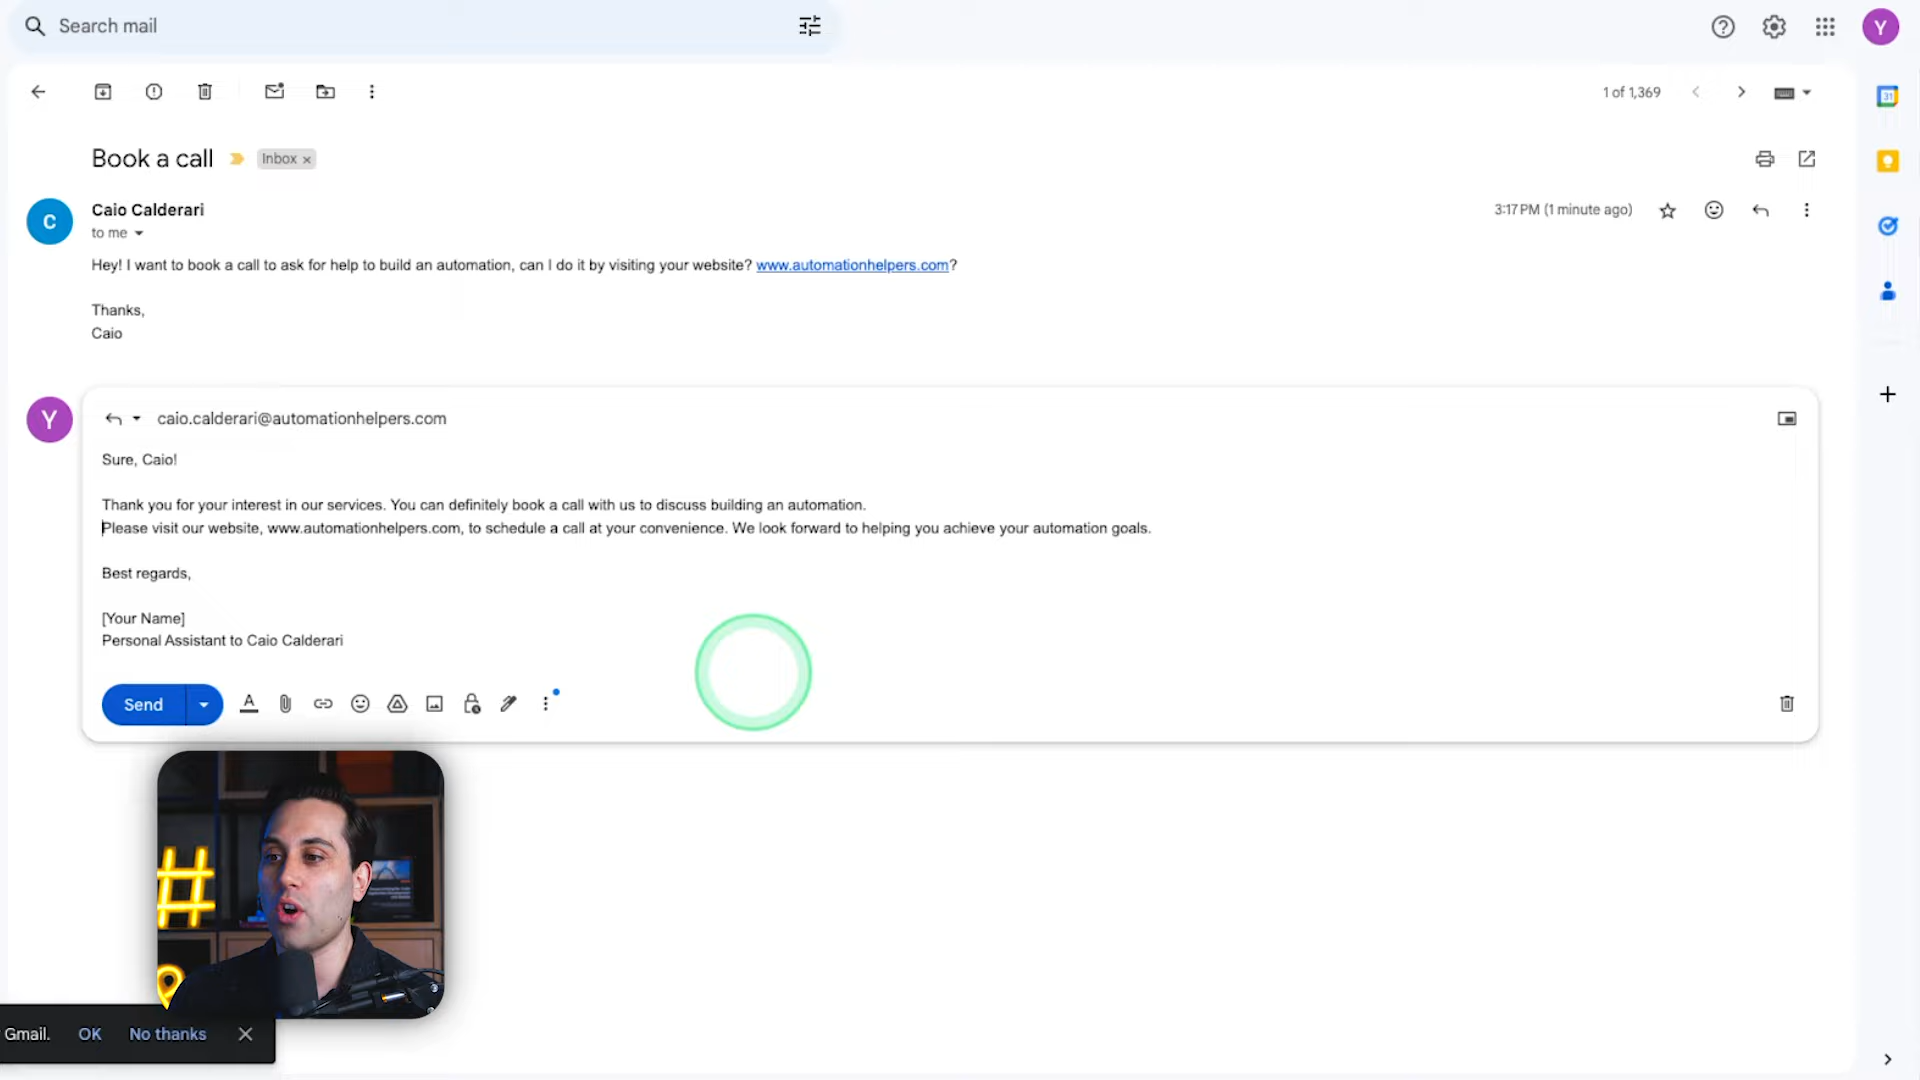 Search mail
Y
1 of 1,369
31
Book a call
Inbox ×
C
Caio Calderari
3:17 PM (1 minute ago)
to me
Hey! I want to book a call to ask for help to build an automation, can I do it by visiting your website? www.automationhelpers.com?
Thanks,
Caio
Y
caio.calderari@automationhelpers.com
Sure, Caio!
Thank you for your interest in our services. You can definitely book a call with us to discuss building an automation.
Please visit our website, www.automationhelpers.com, to schedule a call at your convenience. We look forward to helping you achieve your automation goals.
Best regards,
[Your Name]
Personal Assistant to Caio Calderari
Send
#
Gmail.
OK
No thanks